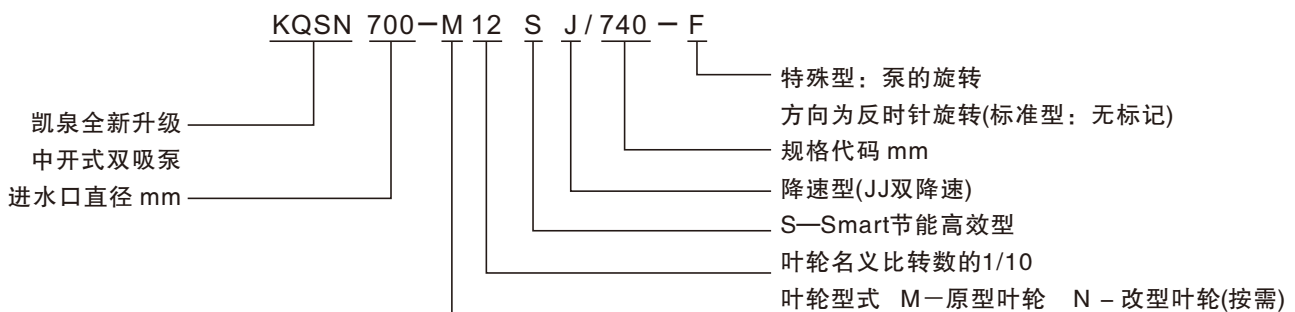 KQSN 700－M 12 S J / 740 － F
特殊型：泵的旋转
方向为反时针旋转(标准型：无标记)
规格代码 mm
降速型(JJ双降速)
S—Smart节能高效型
叶轮名义比转数的1/10
叶轮型式 M－原型叶轮 N – 改型叶轮(按需)
凯泉全新升级
中开式双吸泵
进水口直径 mm